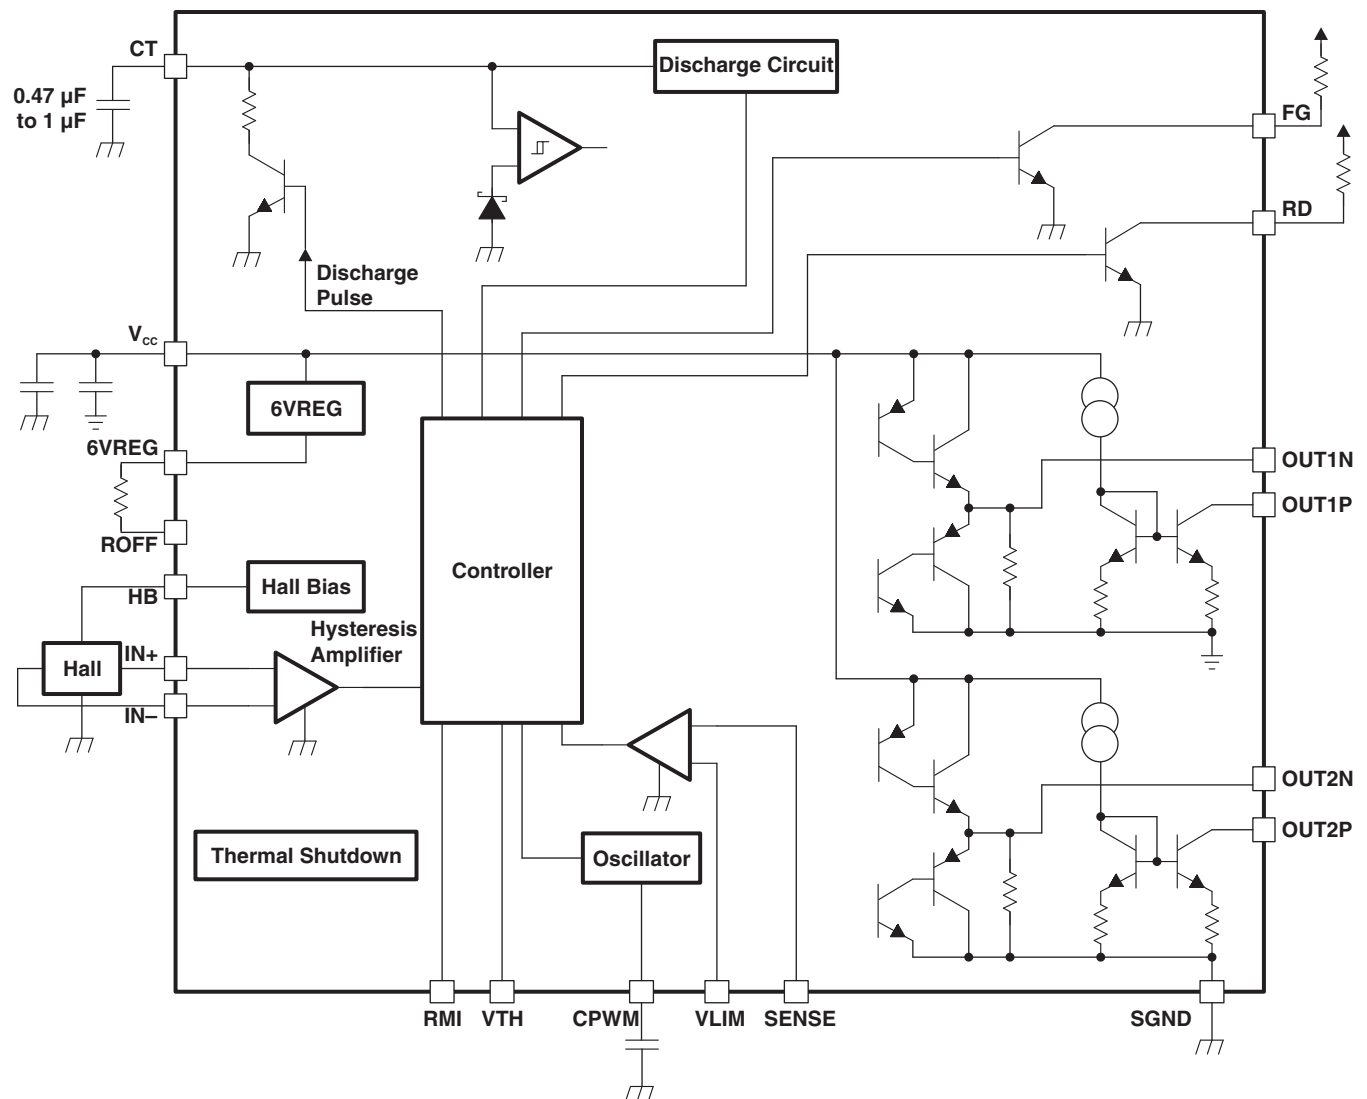 CT
Discharge Circuit
0.47 µF
to 1 µF
FG
RD
Discharge
Pulse
VCC
6VREG
6VREG
OUT1N
OUT1P
ROFF
Controller
Hall Bias
HB
Hysteresis
Amplifier
IN+
Hall
IN–
OUT2N
OUT2P
Thermal Shutdown
Oscillator
RMI
VTH
CPWM
VLIM
SENSE
SGND